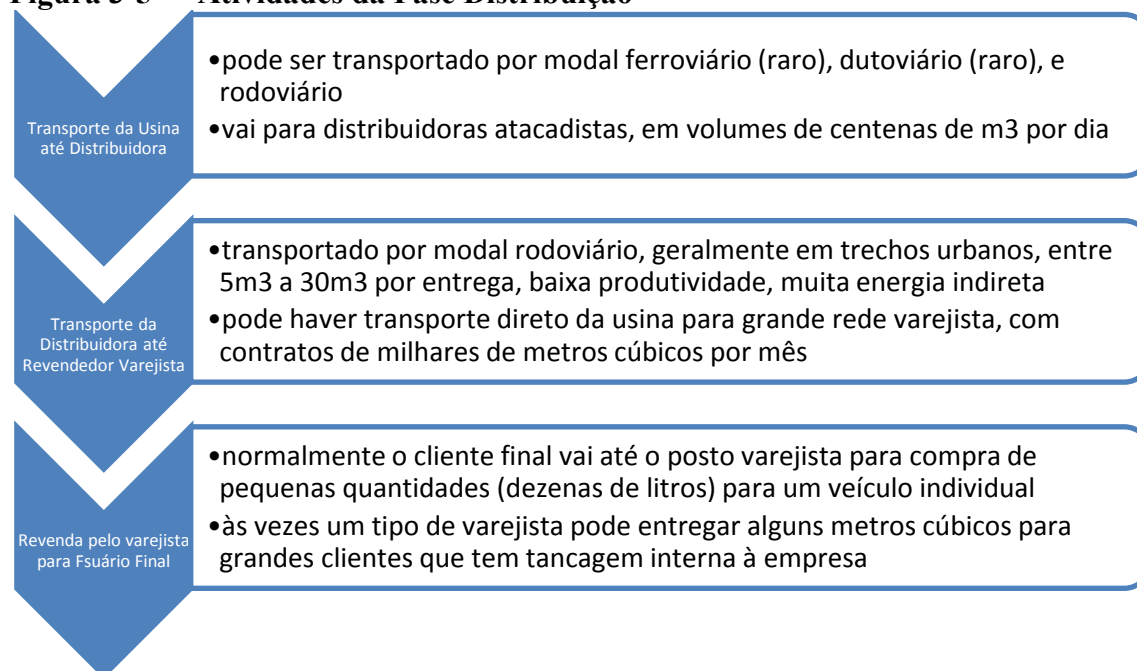 Transporte da Usina
até Distribuidora
•pode ser transportado por modal ferroviário (raro), dutoviário (raro), e
rodoviário
•vai para distribuidoras atacadistas, em volumes de centenas de m3 por dia
Transporte da
Distribuidora até
Revendedor Varejista
•transportado por modal rodoviário, geralmente em trechos urbanos, entre
5m3 a 30m3 por entrega, baixa produtividade, muita energia indireta
•pode haver transporte direto da usina para grande rede varejista, com
contratos de milhares de metros cúbicos por mês
Revenda pelo varejista
para Fsuário Final
•normalmente o cliente final vai até o posto varejista para compra de
pequenas quantidades (dezenas de litros) para um veículo individual
•às vezes um tipo de varejista pode entregar alguns metros cúbicos para
grandes clientes que tem tancagem interna à empresa